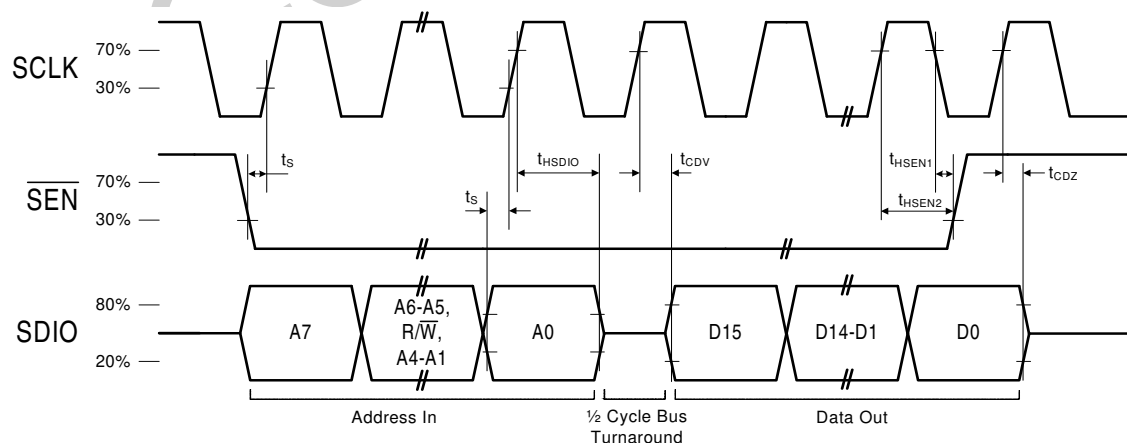 SCLK
70%
30%
SEN
70%
30%
tS
tS
tHSDIO
tCDV
tHSEN1
tHSEN2
tCDZ
SDIO
80%
20%
A7
A6-A5,
R/W,
A4-A1
A0
D15
D14-D1
D0
Address In
½ Cycle Bus
Turnaround
Data Out